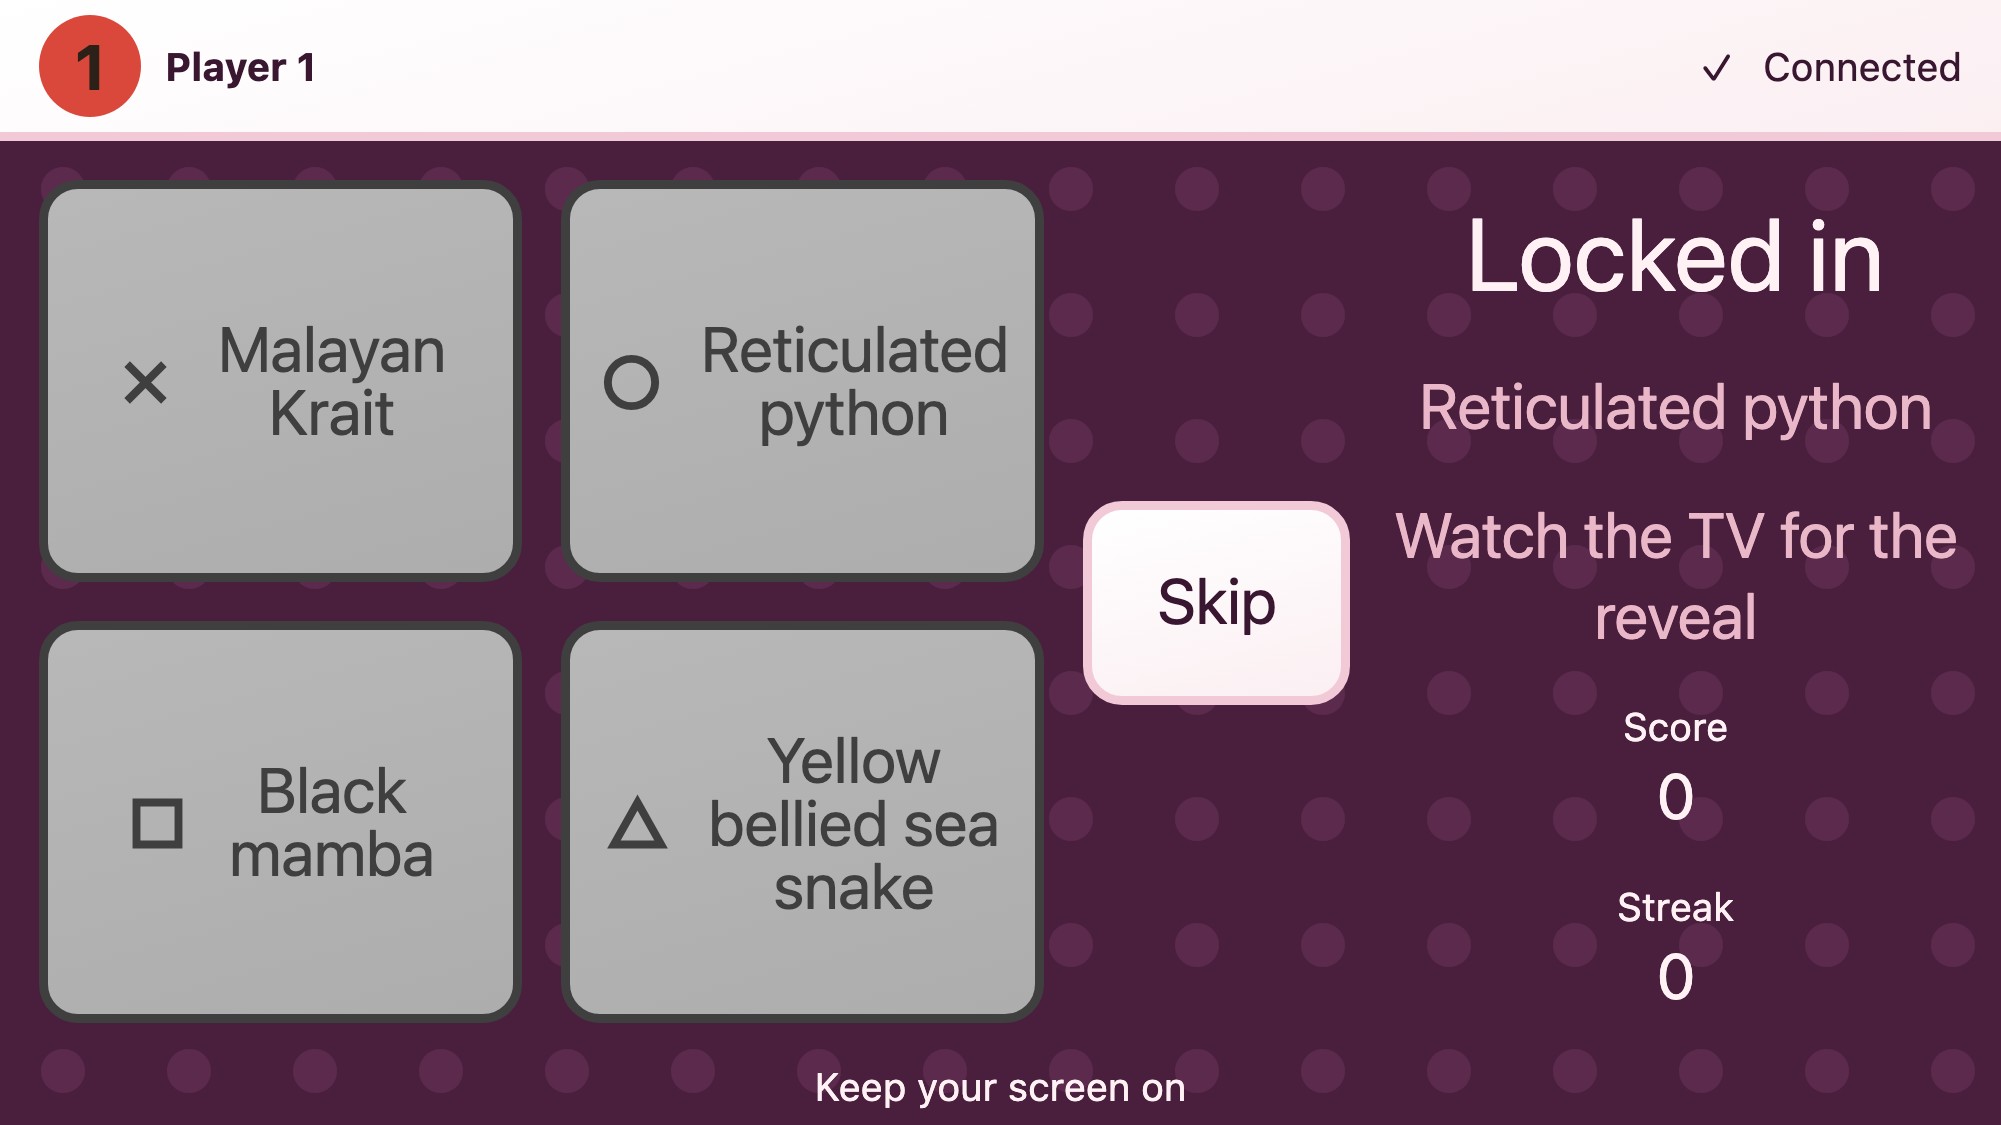 1
Player 1
✓ Connected
Malayan
Krait
Reticulated
python
Black
mamba
Yellow
bellied sea
snake
Skip
Locked in
Reticulated python
Watch the TV for the
reveal
Score
0
Streak
0
Keep your screen on